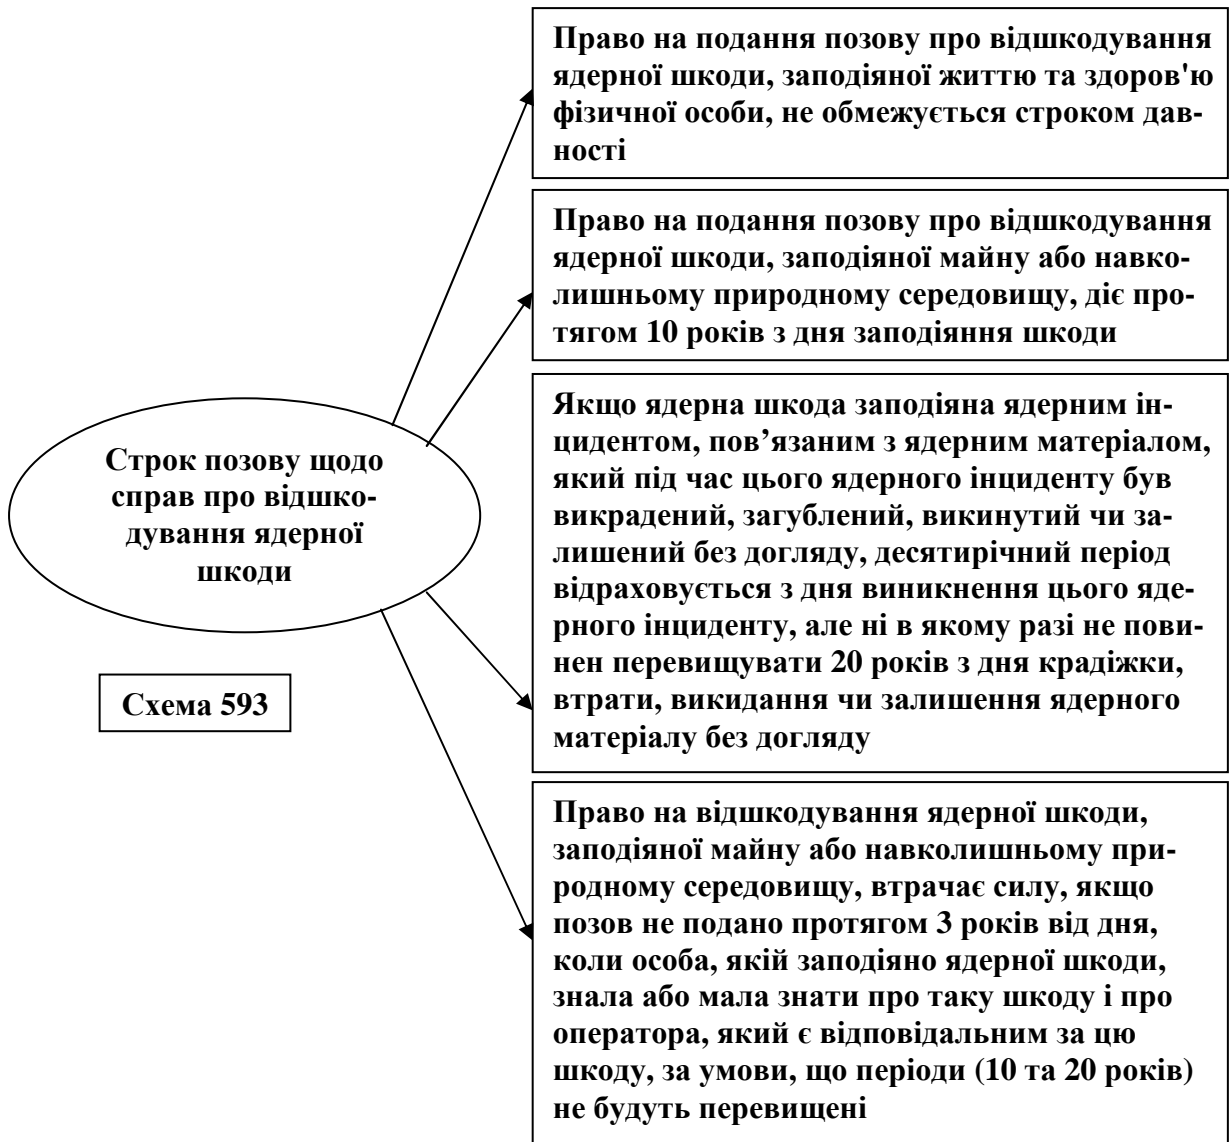 Право на подання позову про відшкодування
ядерної шкоди, заподіяної життю та здоров'ю
фізичної особи, не обмежується строком дав-
ності
Право на подання позову про відшкодування
ядерної шкоди, заподіяної майну або навко-
лишньому природному середовищу, діє про-
тягом 10 років з дня заподіяння шкоди
Якщо ядерна шкода заподіяна ядерним ін-
цидентом, пов’язаним з ядерним матеріалом,
який під час цього ядерного інциденту був
викрадений, загублений, викинутий чи за-
лишений без догляду, десятирічний період
відраховується з дня виникнення цього яде-
рного інциденту, але ні в якому разі не пови-
нен перевищувати 20 років з дня крадіжки,
втрати, викидання чи залишення ядерного
матеріалу без догляду
Строк позову щодо
справ про відшко-
дування ядерної
шкоди
Схема 593
Право на відшкодування ядерної шкоди,
заподіяної майну або навколишньому при-
родному середовищу, втрачає силу, якщо
позов не подано протягом 3 років від дня,
коли особа, якій заподіяно ядерної шкоди,
знала або мала знати про таку шкоду і про
оператора, який є відповідальним за цю
шкоду, за умови, що періоди (10 та 20 років)
не будуть перевищені